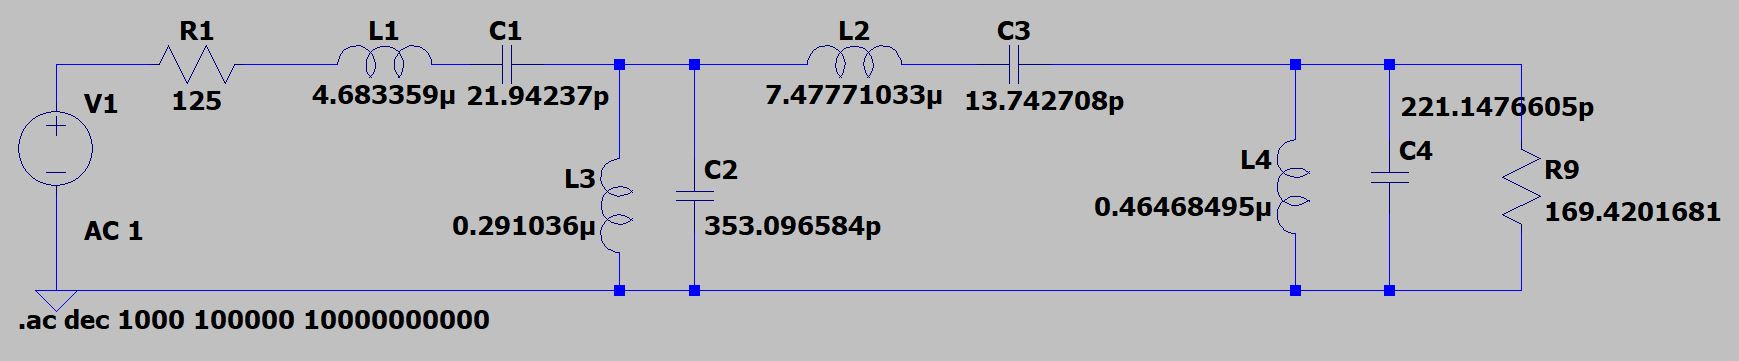 R1
L1
C1
L2
C3
V1
125
4.683359µ
21.94237p
7.47771033µ
13.742708p
221.1476605p
C4
L4
L3
C2
R9
0.291036µ
353.096584p
0.46468495µ
169.4201681
AC 1
.ac dec 1000 100000 10000000000